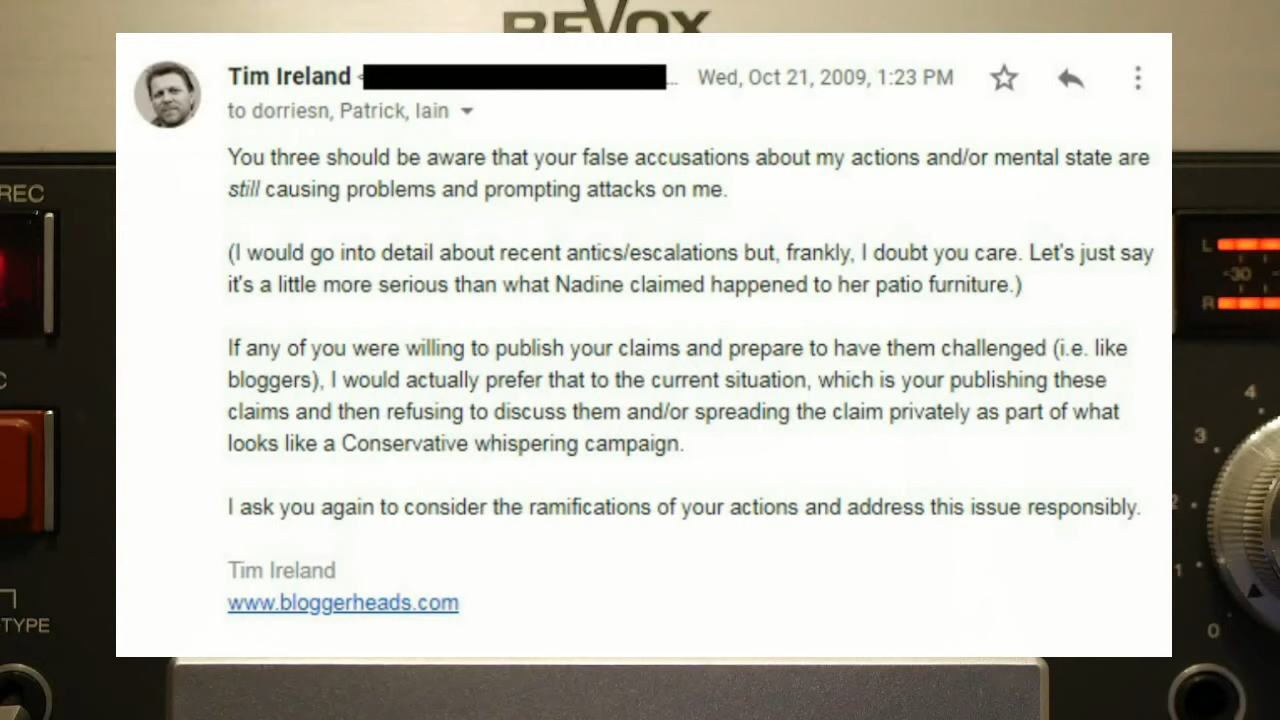 REVOX
Tim Ireland
Wed, Oct 21, 2009, 1:23 PM
to dorriesn, Patrick, Iain
You three should be aware that your false accusations about my actions and/or mental state are
still causing problems and prompting attacks on me.
(I would go into detail about recent antics/escalations but, frankly, I doubt you care. Let's just say
it's a little more serious than what Nadine claimed happened to her patio furniture.)
If any of you were willing to publish your claims and prepare to have them challenged (i.e. like
bloggers), I would actually prefer that to the current situation, which is your publishing these
claims and then refusing to discuss them and/or spreading the claim privately as part of what
looks like a Conservative whispering campaign.
I ask you again to consider the ramifications of your actions and address this issue responsibly.
Tim Ireland
www.bloggerheads.com
REC
TYPE
L
-30
R
4
3
2
1
0